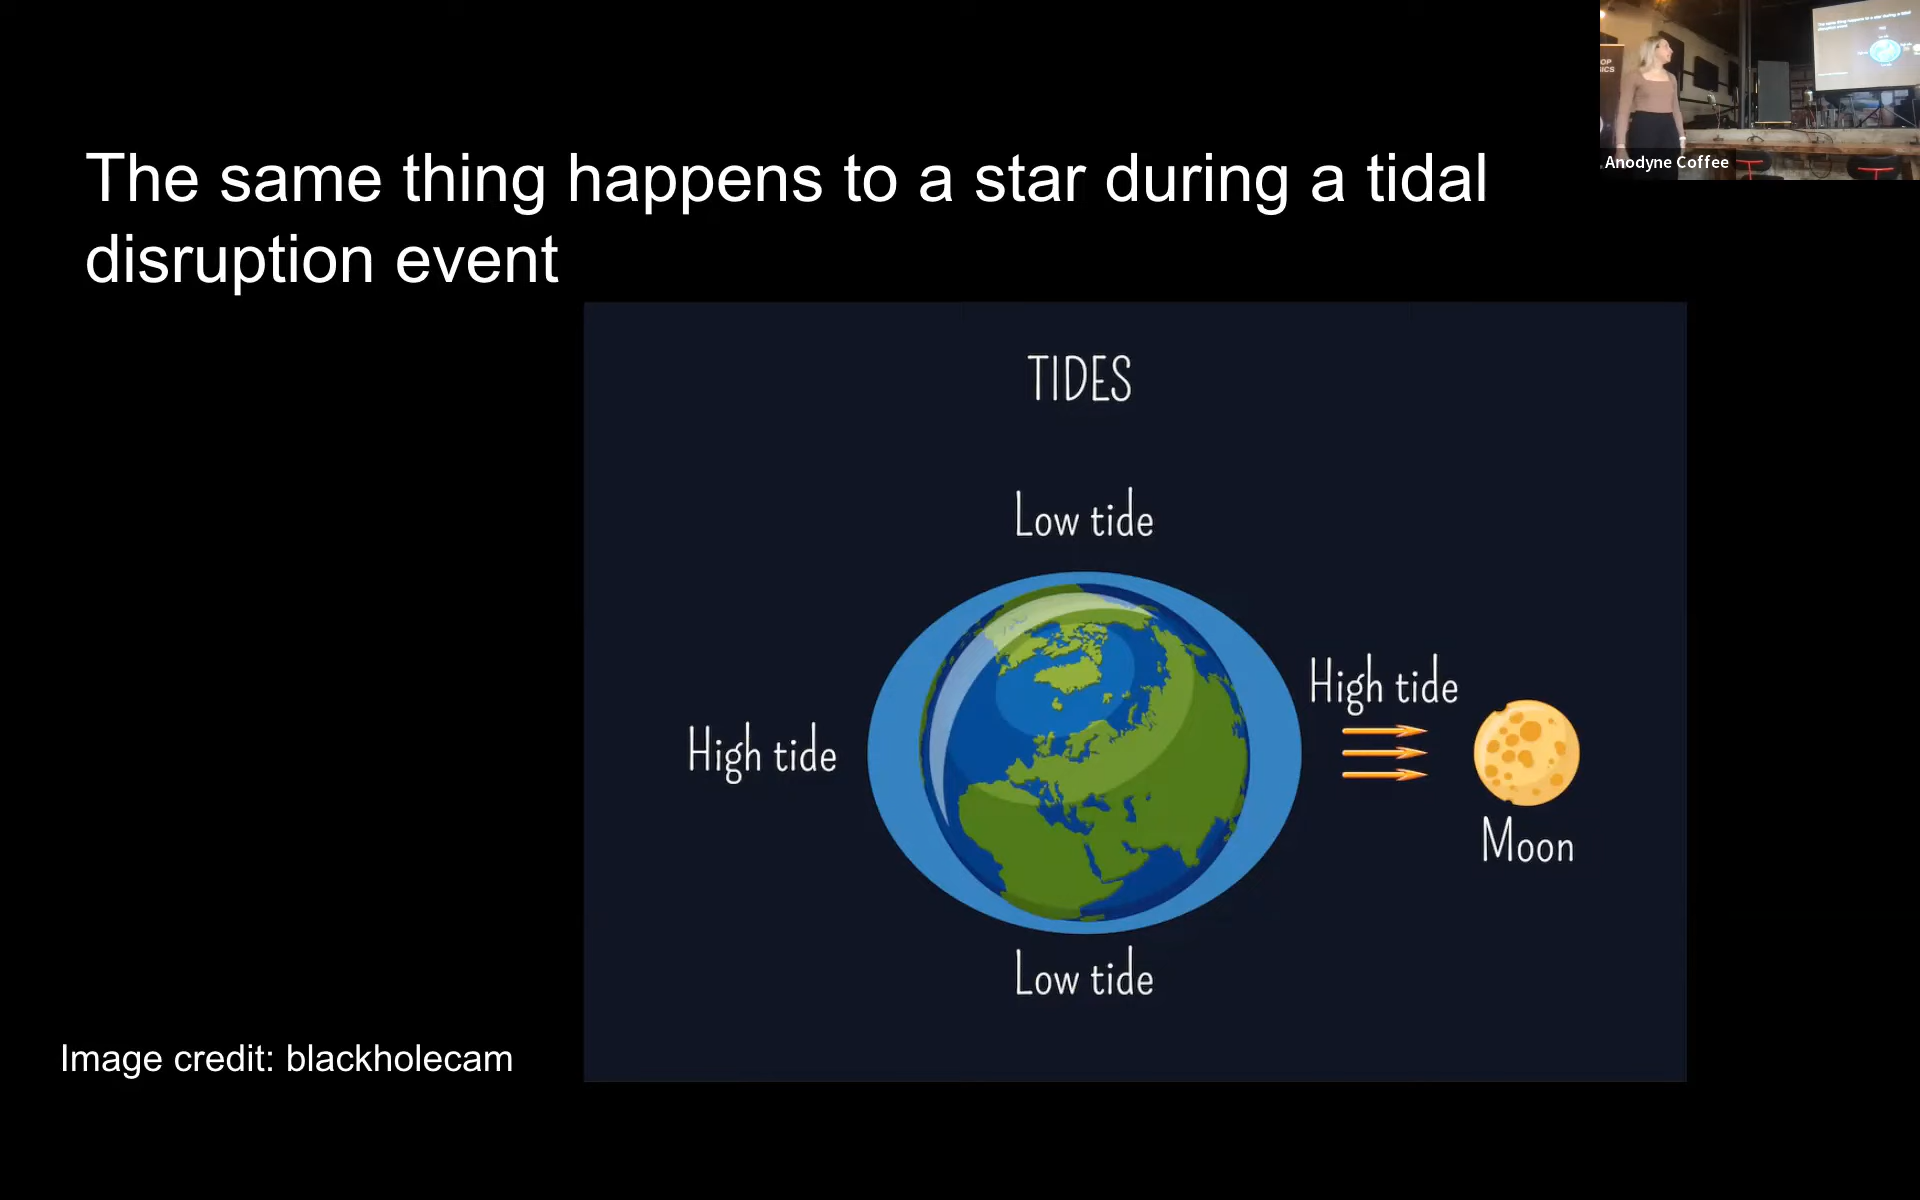 The same thing happens to a star during a tidal
disruption event
TIDES
Low tide
High tide
High tide
Moon
Low tide
Image credit: blackholecam
Anodyne Coffee